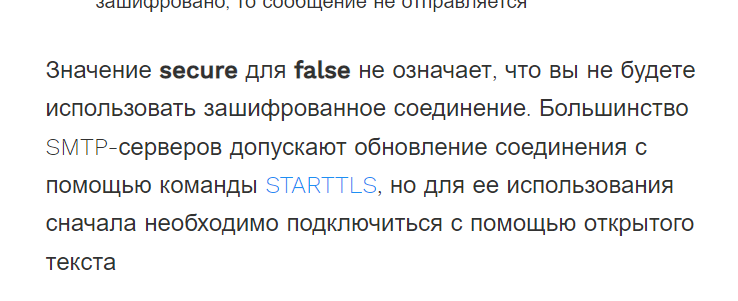 зашифровано, то сообщение не отправляется
Значение secure для false не означает, что вы не будете
использовать зашифрованное соединение. Большинство
SMTP-серверов допускают обновление соединения с
помощью команды STARTTLS, но для ее использования
сначала необходимо подключиться с помощью открытого
текста